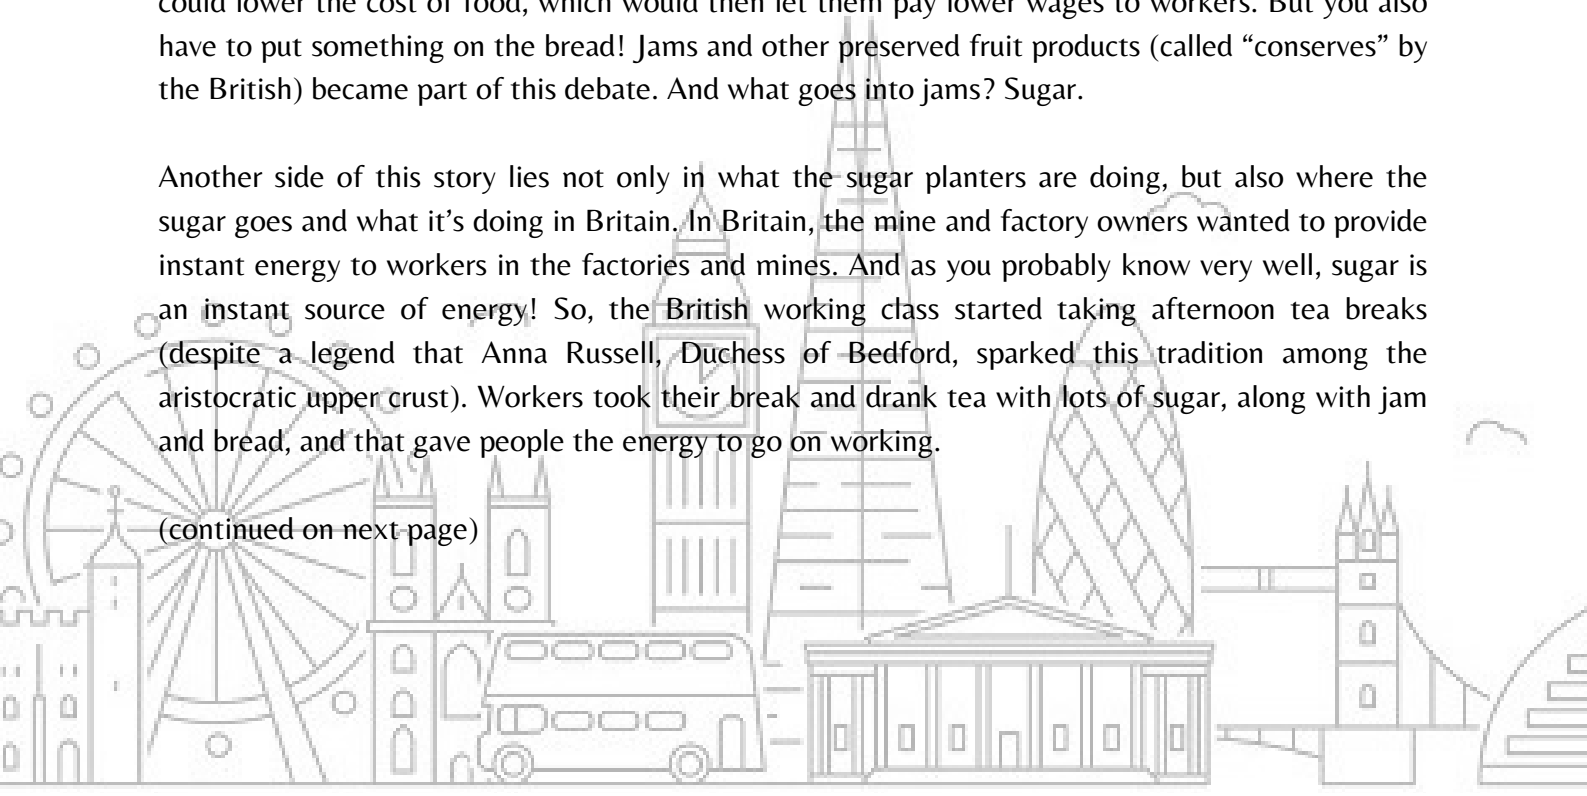 could lower the cost of food, which would then let them pay lower wages to workers. But you also
have to put something on the bread! Jams and other preserved fruit products (called “conserves” by
the British) became part of this debate. And what goes into jams? Sugar.
Another side of this story lies not only in what the sugar planters are doing, but also where the
sugar goes and what it’s doing in Britain. In Britain, the mine and factory owners wanted to provide
instant energy to workers in the factories and mines. And as you probably know very well, sugar is
an instant source of energy! So, the British working class started taking afternoon tea breaks
(despite a legend that Anna Russell, Duchess of Bedford, sparked this tradition among the
aristocratic upper crust). Workers took their break and drank tea with lots of sugar, along with jam
and bread, and that gave people the energy to go on working.
(continued on next page)